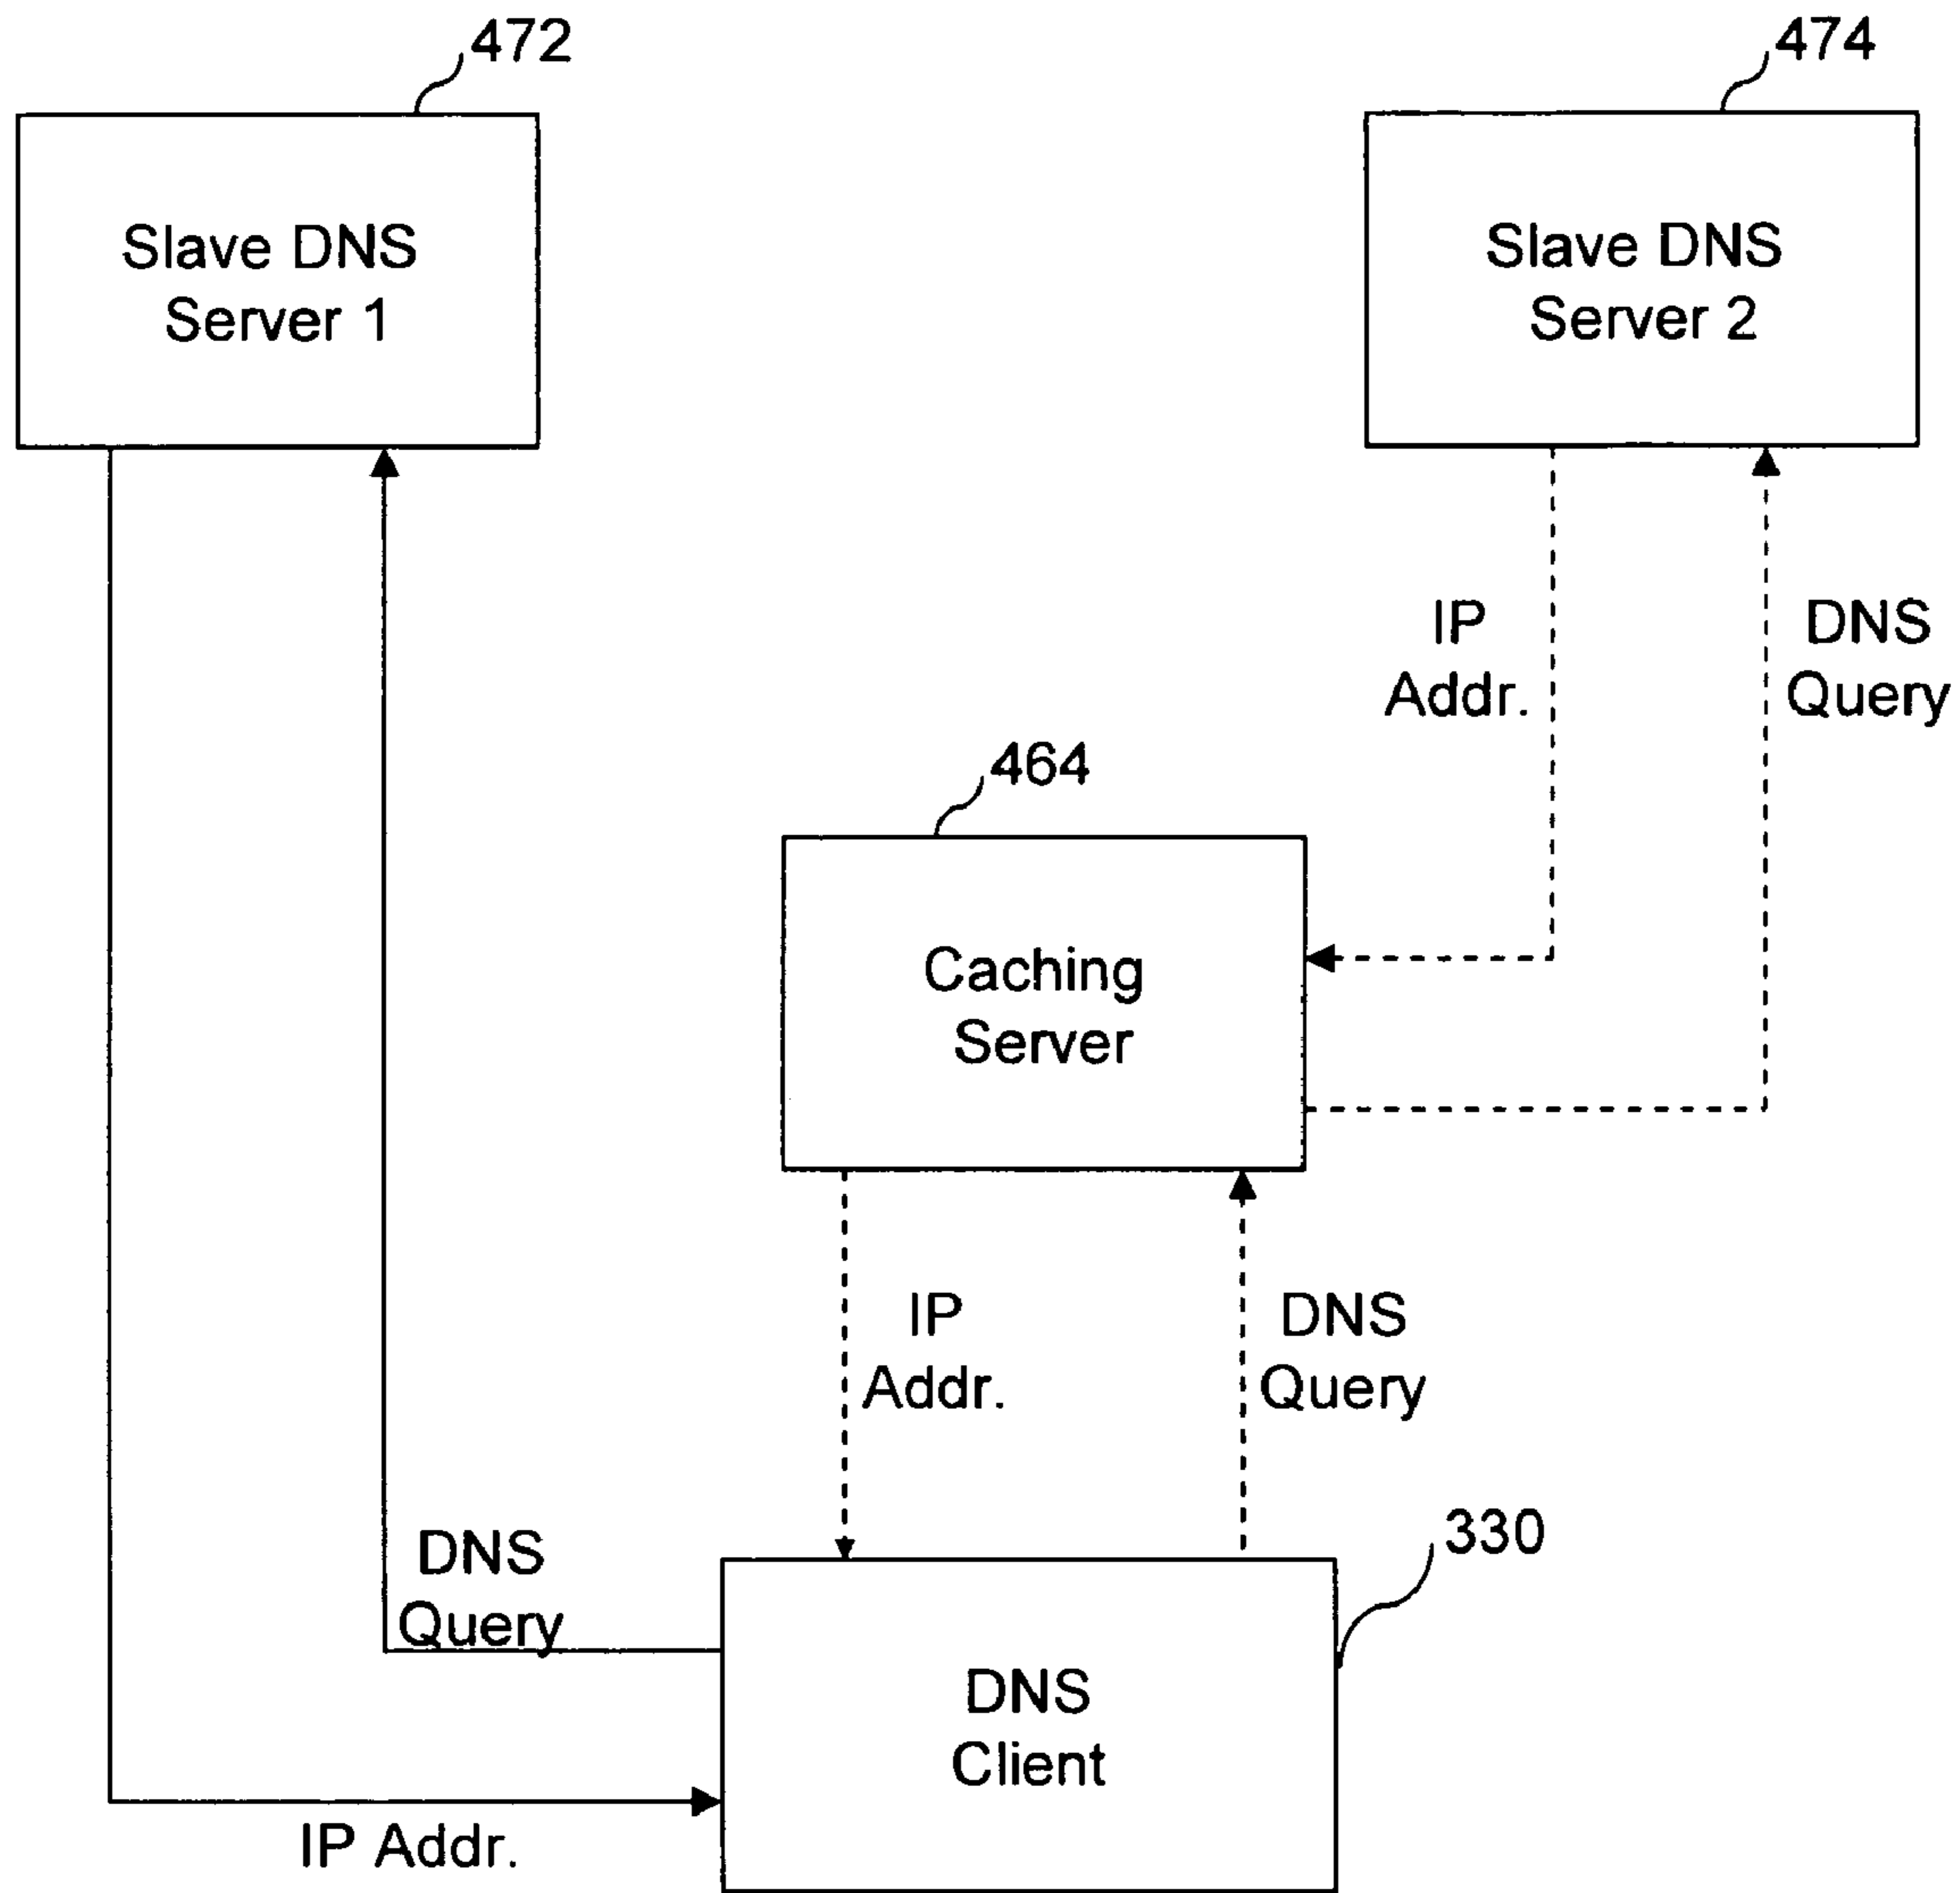 472
474
Slave DNS
Server 1
Slave DNS
Server 2
IP
Addr.
DNS
Query
464
Caching
Server
IP
Addr.
DNS
Query
330
DNS
Query
DNS
Client
IP Addr.